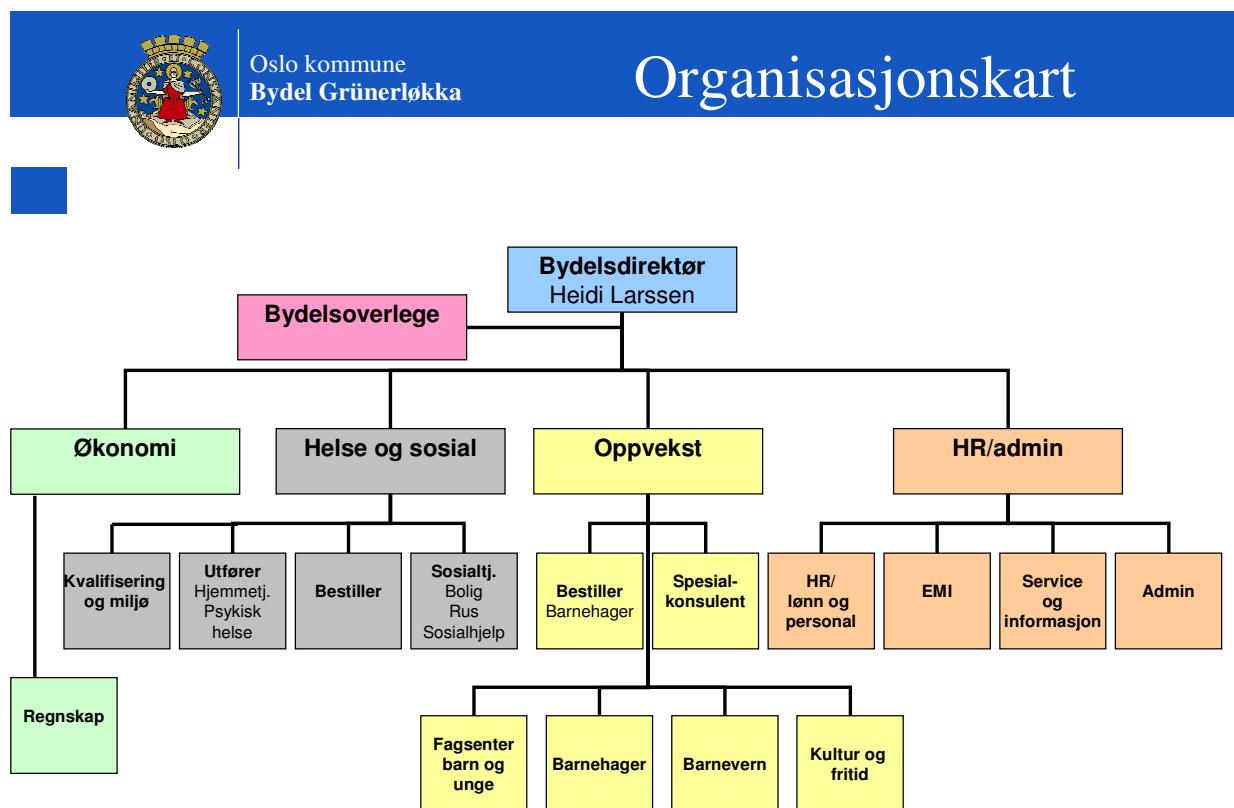 Oslo kommune
Bydel Grünerløkka
Organisasjonskart
Bydelsdirektør
Heidi Larssen
Bydelsoverlege
Økonomi
Helse og sosial
Oppvekst
HR/admin
Kvalifisering
og miljø
Utfører
Hjemmetj.
Psykisk
helse
Bestiller
Sosialtj.
Bolig
Rus
Sosialhjelp
Bestiller
Barnehager
Spesial-
konsulent
HR/
lønn og
personal
EMI
Service
og
informasjon
Admin
Regnskap
Fagsenter
barn og
unge
Barnehager
Barnevern
Kultur og
fritid